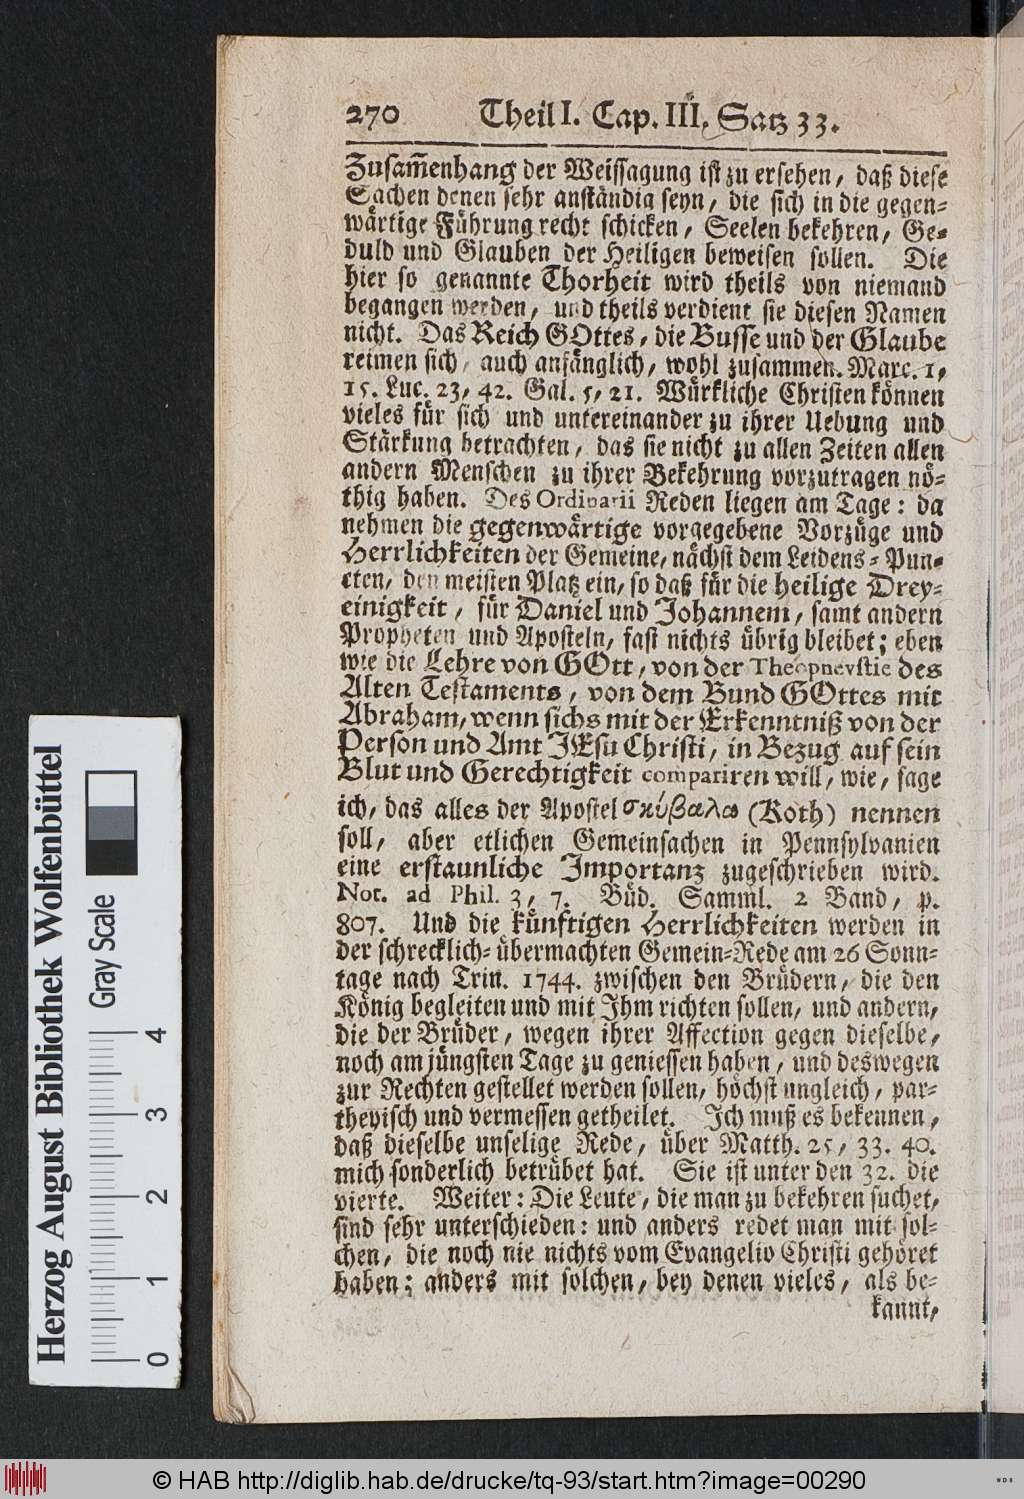 270 Theil I. Cap. III. Satz 33.
Zusam̅enhang der Weissagung ist zu ersehen, daß diese
Sachen denen sehr anständig seyn, die sich in die gegen-
wärtige Führung recht schicken, Seelen bekehren, Ge-
duld und Glauben der Heiligen beweisen sollen. Die
hier so genannte Thorheit wird theils von niemand
begangen werden, und theils verdient sie diesen Namen
nicht. Das Reich GOttes, die Busse und der Glaube
reimen sich, auch anfänglich, wohl zusammen. Marc. 1,
15. Luc. 23, 42. Gal. 5, 21. Würkliche Christen können
vieles für sich und untereinander zu ihrer Uebung und
Stärkung betrachten, das sie nicht zu allen Zeiten allen
andern Menschen zu ihrer Bekehrung vorzutragen nö-
thig haben. Des Ordinarii Reden liegen am Tage: da
nehmen die gegenwärtige vorgegebene Vorzüge und
Herrlichkeiten der Gemeine, nächst dem Leidens-Pun-
cten, den meisten Platz ein, so daß für die heilige Drey-
einigkeit, für Daniel und Johannem, samt andern
Propheten und Aposteln, fast nichts übrig bleibet; eben
wie die Lehre von GOtt, von der Theopnevstie des
Alten Testaments, von dem Bund GOttes mit
Abraham, wenn sichs mit der Erkenntniß von der
Person und Amt JEsu Christi, in Bezug auf sein
Blut und Gerechtigkeit compariren will, wie, sage
ich, das alles der Apostel σκύβαλα (Koth) nennen
soll, aber etlichen Gemeinsachen in Pennsylvanien
eine erstaunliche Importanz zugeschrieben wird.
Not. ad Phil. 3, 7. Büd. Samml. 2 Band, p.
807. Und die künftigen Herrlichkeiten werden in
der schrecklich-übermachten Gemein-Rede am 26 Sonn-
tage nach Trin. 1744. zwischen den Brüdern, die den
König begleiten und mit Ihm richten sollen, und andern,
die der Brüder, wegen ihrer Affection gegen dieselbe,
noch am jüngsten Tage zu geniessen haben, und deswegen
zur Rechten gestellet werden sollen, höchst ungleich, par-
theyisch und vermessen getheilet. Ich muß es bekennen,
daß dieselbe unselige Rede, über Matth. 25, 33. 40.
mich sonderlich betrübet hat. Sie ist unter den 32. die
vierte. Weiter: Die Leute, die man zu bekehren suchet,
sind sehr unterschieden: und anders redet man mit sol-
chen, die noch nie nichts vom Evangelio Christi gehöret
haben; anders mit solchen, bey denen vieles, als be-
kannt,
Herzog August Bibliothek Wolfenbüttel
Gray Scale
0 1 2 3 4
© HAB http://diglib.hab.de/drucke/tq-93/start.htm?image=00290